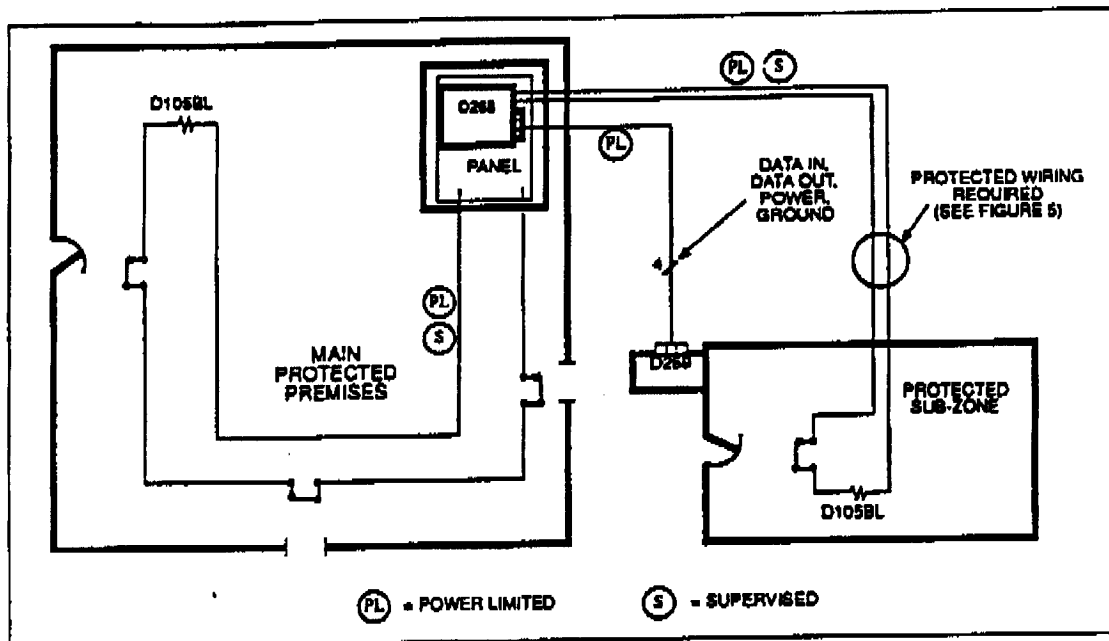 D105BL
D268
PANEL
PL S
PL
DATA IN,
DATA OUT,
POWER,
GROUND
PROTECTED WIRING
REQUIRED
(SEE FIGURE 5)
4
PL
S
MAIN
PROTECTED
PREMISES
D269
PROTECTED
SUB-ZONE
D105BL
PL = POWER LIMITED
S = SUPERVISED